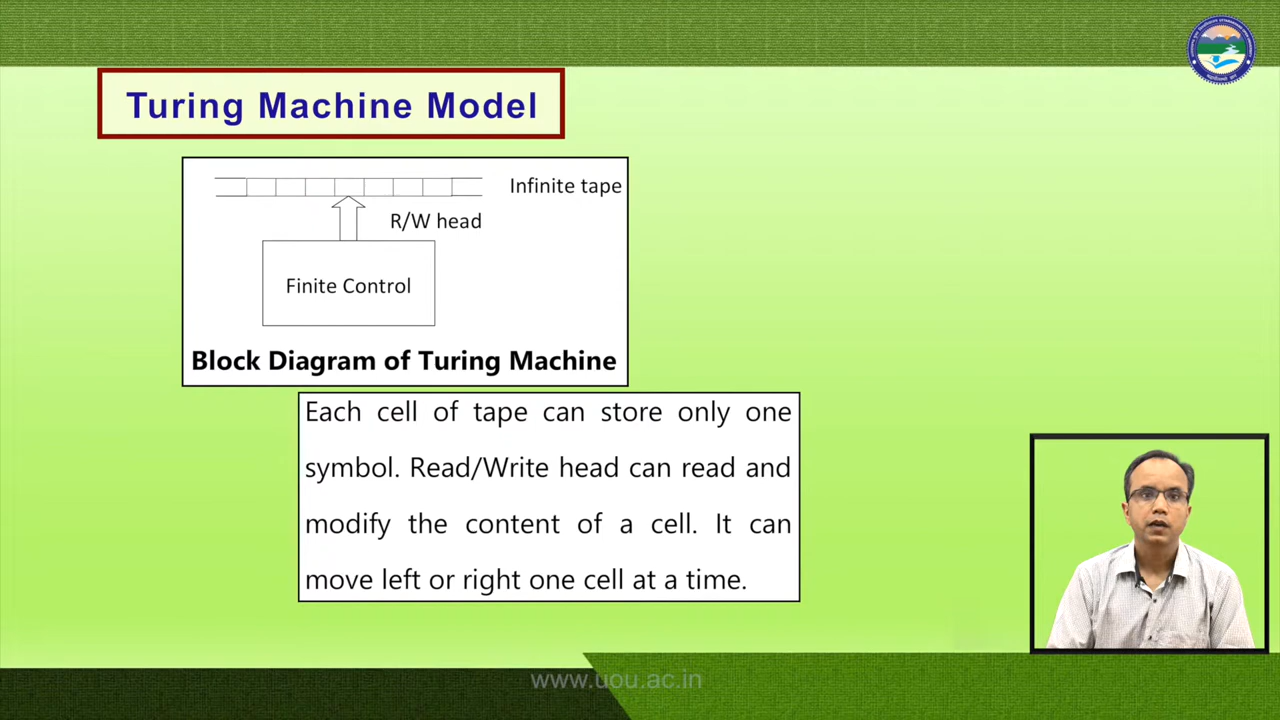 Turing Machine Model
Infinite tape
R/W head
Finite Control
Block Diagram of Turing Machine
Each cell of tape can store only one
symbol. Read/Write head can read and
modify the content of a cell. It can
move left or right one cell at a time.
www.uou.ac.in